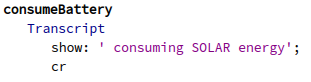 consumeBattery
Transcript
show: ' consuming SOLAR energy';
cr